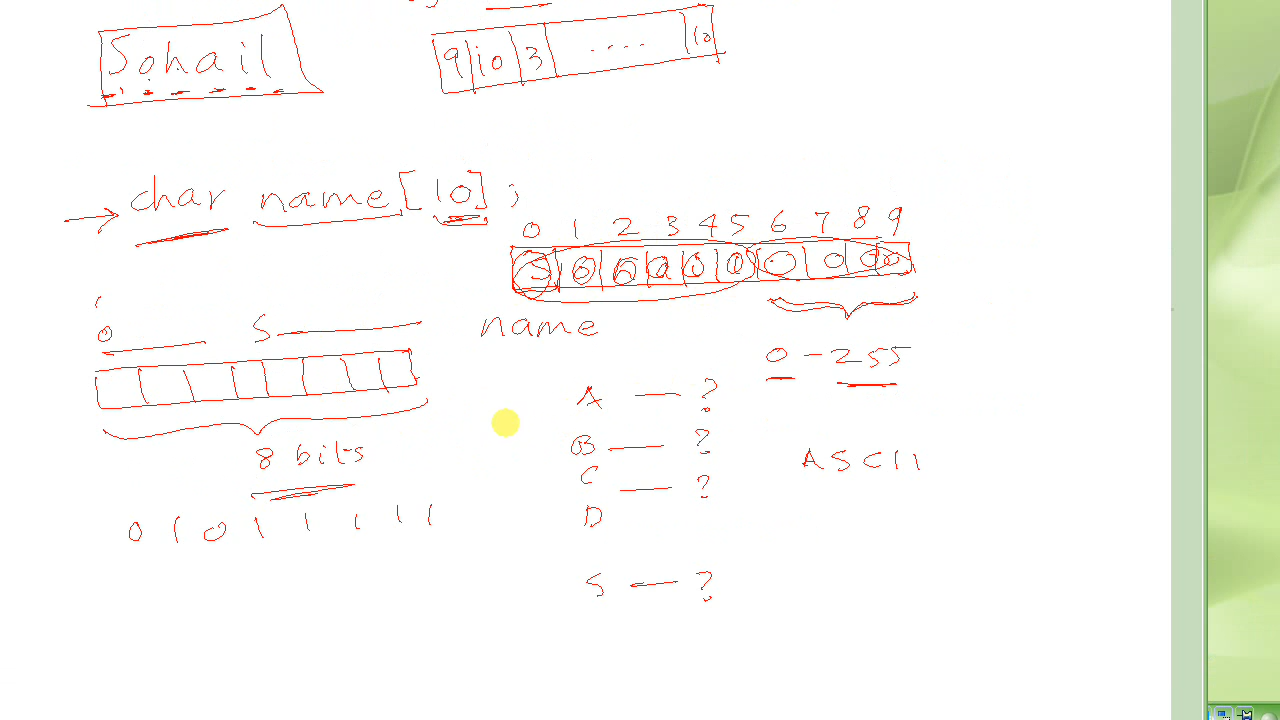 Sohail
9 10 3 .... 10
→ char name[10];
0 1 2 3 4 5 6 7 8 9
S
0 S
name
0 - 255
A — ?
B — ?
C — ?
D
ASCII
8 bits
0 1 0 1 1 1 1 1
S — ?